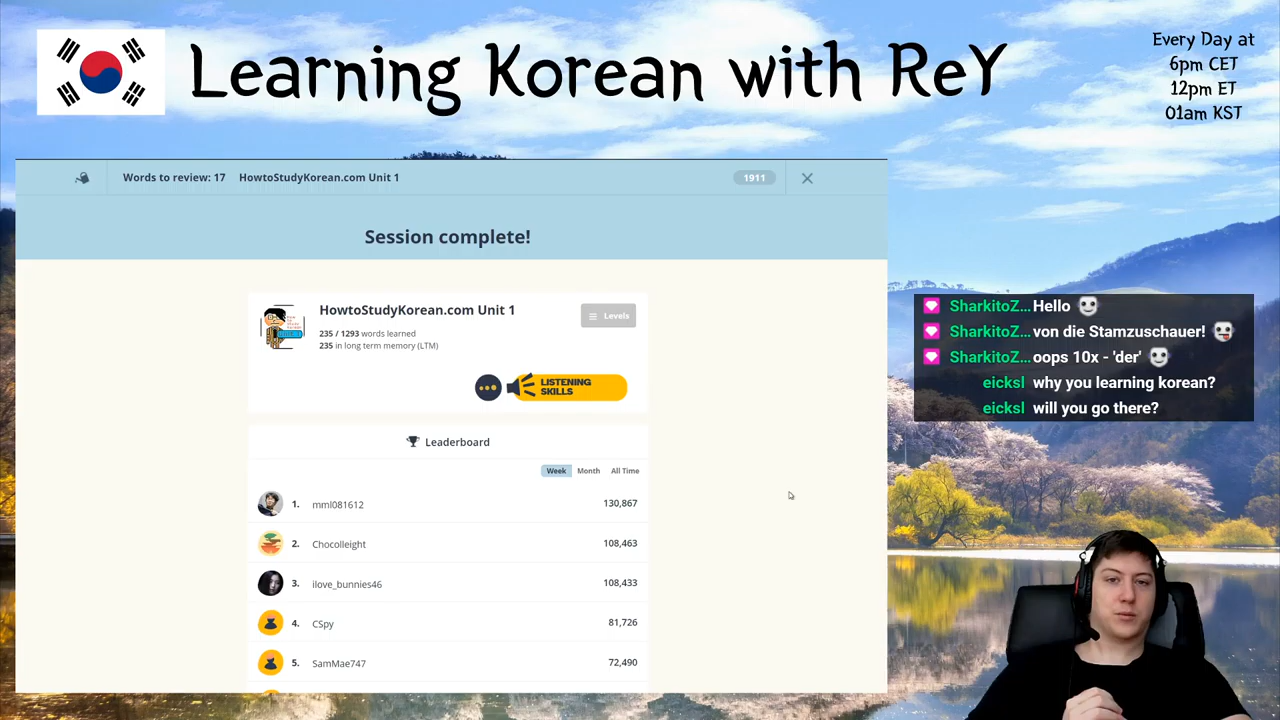 Learning Korean with ReY
Every Day at
6pm CET
12pm ET
01am KST
Words to review: 17 HowtoStudyKorean.com Unit 1
1911
Session complete!
HowtoStudyKorean.com Unit 1
Levels
235 / 1293 words learned
235 in long term memory (LTM)
LISTENING
SKILLS
Leaderboard
Week Month All Time
1. mml081612 130,867
2. Chocolleight 108,463
3. ilove_bunnies46 108,433
4. CSpy 81,726
5. SamMae747 72,490
SharkitoZ... Hello
SharkitoZ... von die Stamzuschauer!
SharkitoZ... oops 10x - 'der'
eicksl why you learning korean?
eicksl will you go there?